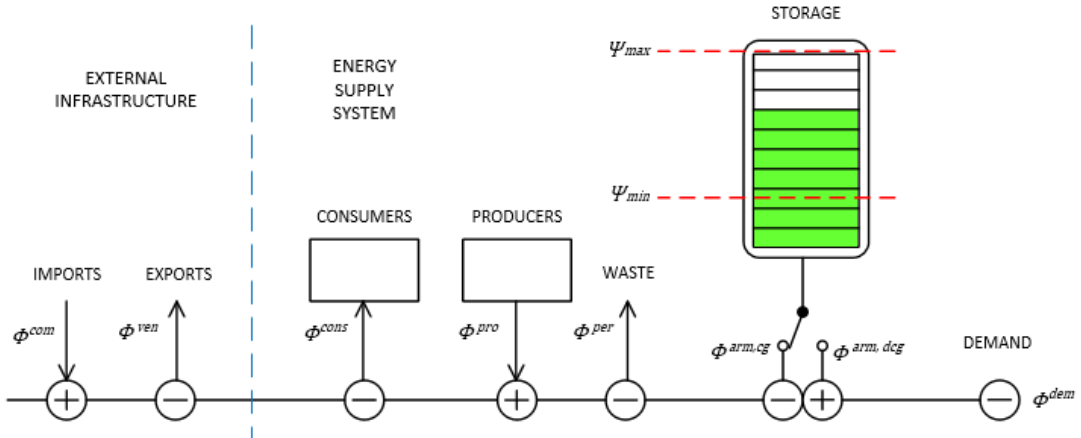 STORAGE
Ψmax
EXTERNAL
INFRASTRUCTURE
ENERGY
SUPPLY
SYSTEM
Ψmin
CONSUMERS
PRODUCERS
IMPORTS
EXPORTS
WASTE
Φcom
Φven
Φcons
Φpro
Φper
Φarm,cg
Φarm, dcg
DEMAND
+
−
−
+
−
−
+
−
Φdem